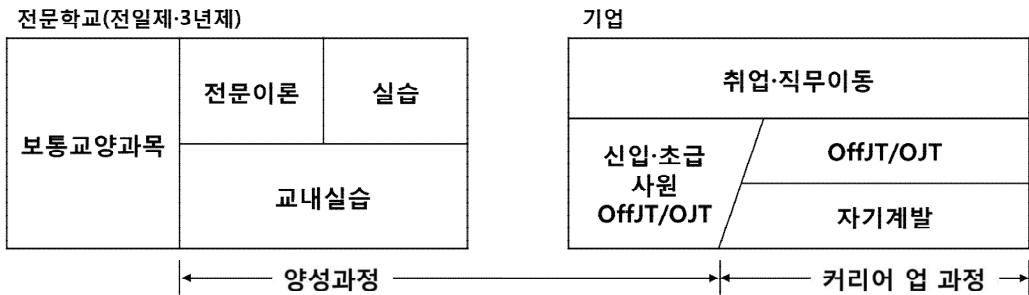 전문학교(전일제·3년제)
보통교양과목
전문이론
실습
교내실습
기업
취업·직무이동
신입·초급
사원
OffJT/OJT
OffJT/OJT
자기계발
양성과정
커리어 업 과정